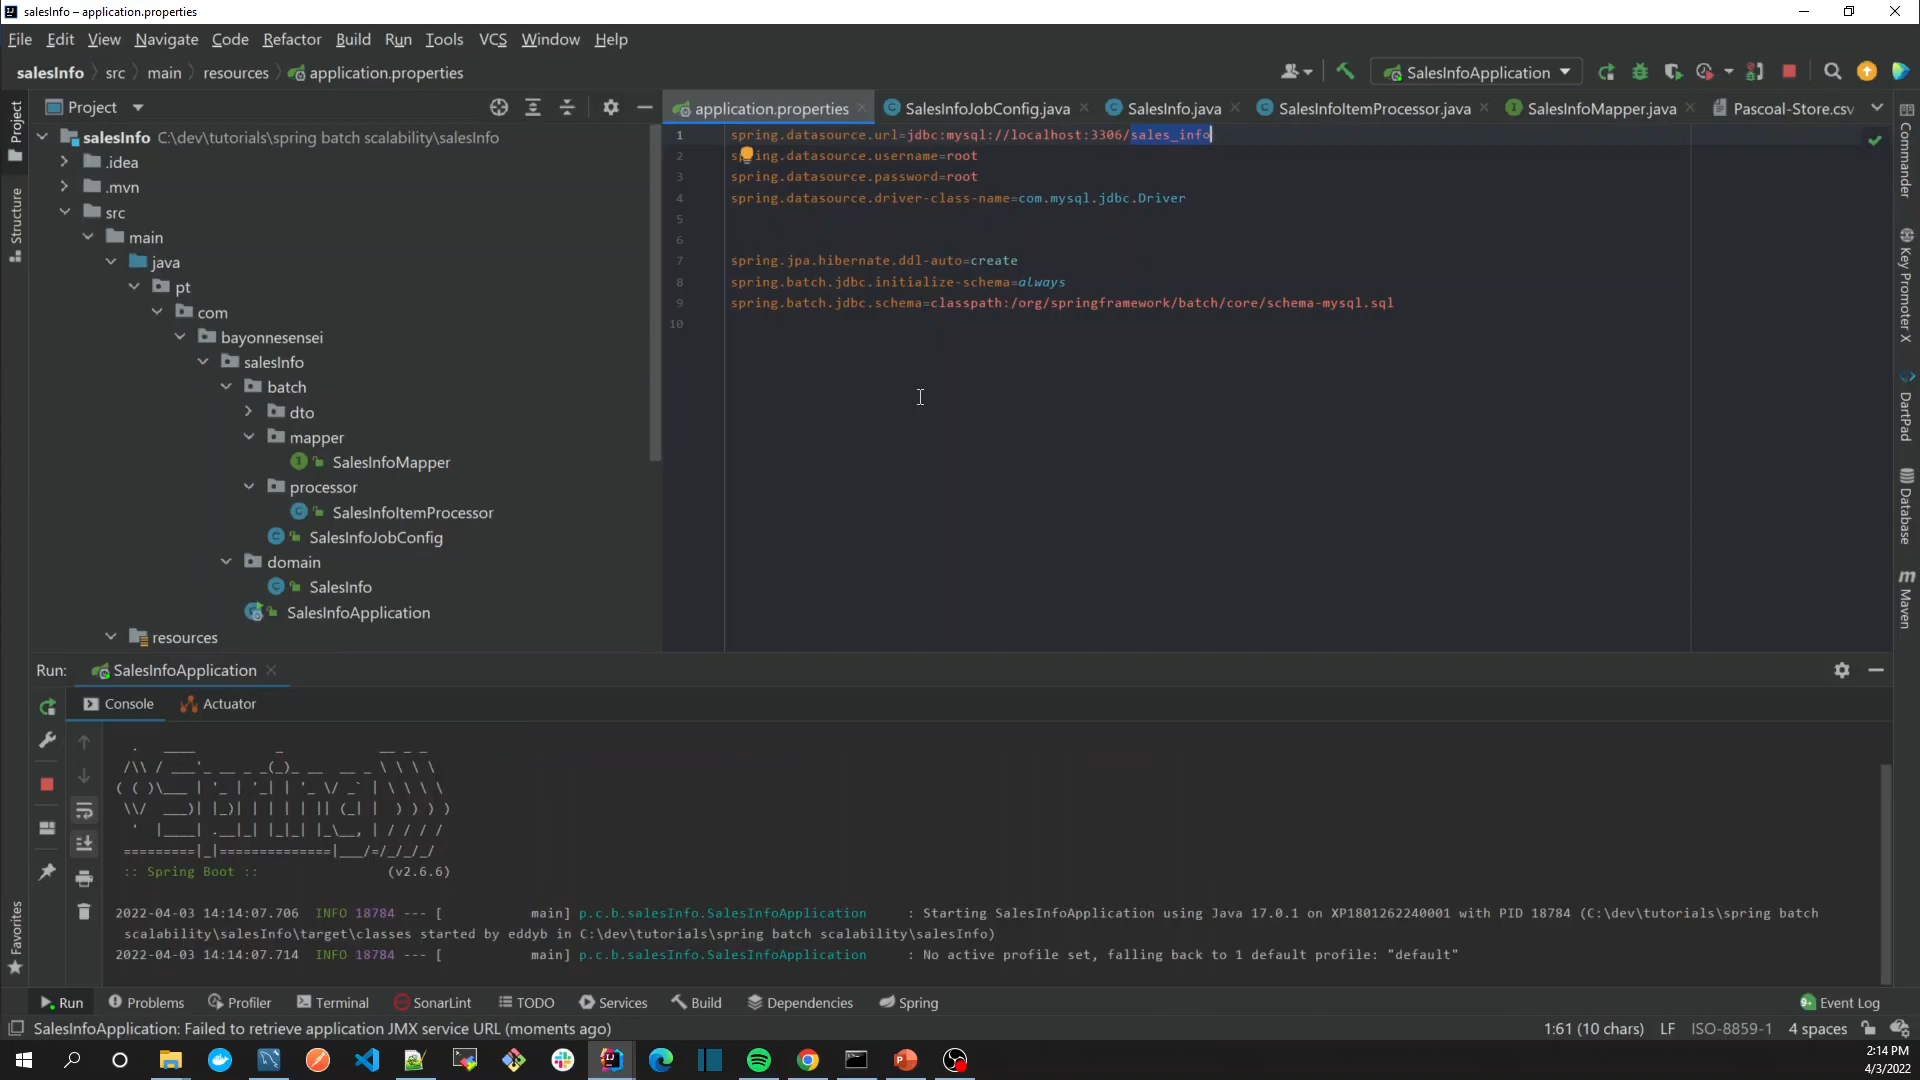 salesInfo – application.properties
File Edit View Navigate Code Refactor Build Run Tools VCS Window Help
salesInfo src main resources application.properties
SalesInfoApplication
Project
application.properties SalesInfoJobConfig.java SalesInfo.java SalesInfoItemProcessor.java SalesInfoMapper.java Pascoal-Store.csv
Project
Structure
Favorites
salesInfo C:\dev\tutorials\spring batch scalability\salesInfo
.idea
.mvn
src
main
java
pt
com
bayonnesensei
salesInfo
batch
dto
mapper
SalesInfoMapper
processor
SalesInfoItemProcessor
SalesInfoJobConfig
domain
SalesInfo
SalesInfoApplication
resources
1 spring.datasource.url=jdbc:mysql://localhost:3306/sales_info
2 spring.datasource.username=root
3 spring.datasource.password=root
4 spring.datasource.driver-class-name=com.mysql.jdbc.Driver
5
6
7 spring.jpa.hibernate.ddl-auto=create
8 spring.batch.jdbc.initialize-schema=always
9 spring.batch.jdbc.schema=classpath:/org/springframework/batch/core/schema-mysql.sql
10
Commander
Key Promoter X
DartPad
Database
Maven
Run: SalesInfoApplication
Console Actuator
:: Spring Boot :: (v2.6.6)
2022-04-03 14:14:07.706 INFO 18784 --- [ main] p.c.b.salesInfo.SalesInfoApplication : Starting SalesInfoApplication using Java 17.0.1 on XP1801262240001 with PID 18784 (C:\dev\tutorials\spring batch
scalability\salesInfo\target\classes started by eddyb in C:\dev\tutorials\spring batch scalability\salesInfo)
2022-04-03 14:14:07.714 INFO 18784 --- [ main] p.c.b.salesInfo.SalesInfoApplication : No active profile set, falling back to 1 default profile: "default"
Run Problems Profiler Terminal SonarLint TODO Services Build Dependencies Spring Event Log
SalesInfoApplication: Failed to retrieve application JMX service URL (moments ago) 1:61 (10 chars) LF ISO-8859-1 4 spaces
2:14 PM
4/3/2022